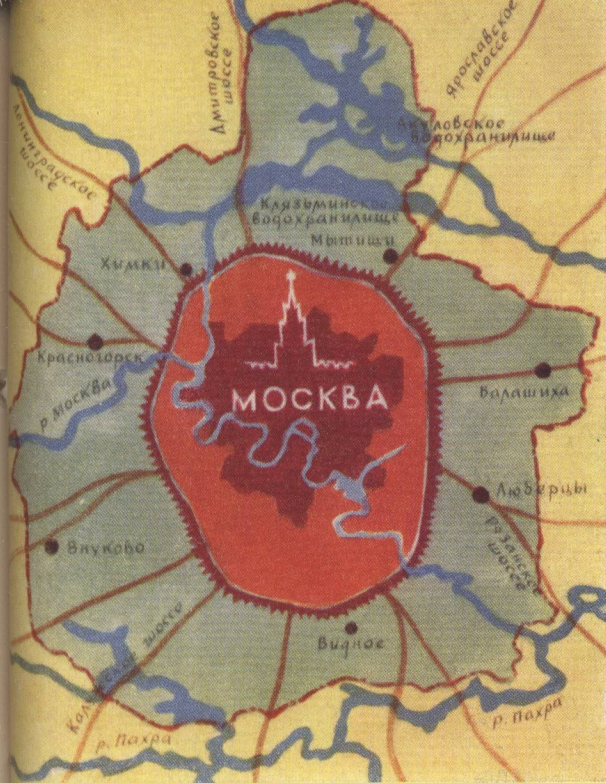 Дмитровское
шоссе
Ярославское
шоссе
Ленинградское
шоссе
Акуловское
водохранилище
Клязьминское
водохранилище
Мытищи
Химки
Красногорск
р. Москва
МОСКВА
Балашиха
Люберцы
Рязанское
шоссе
Внуково
Видное
Калужское шоссе
р. Пахра
р. Пахра